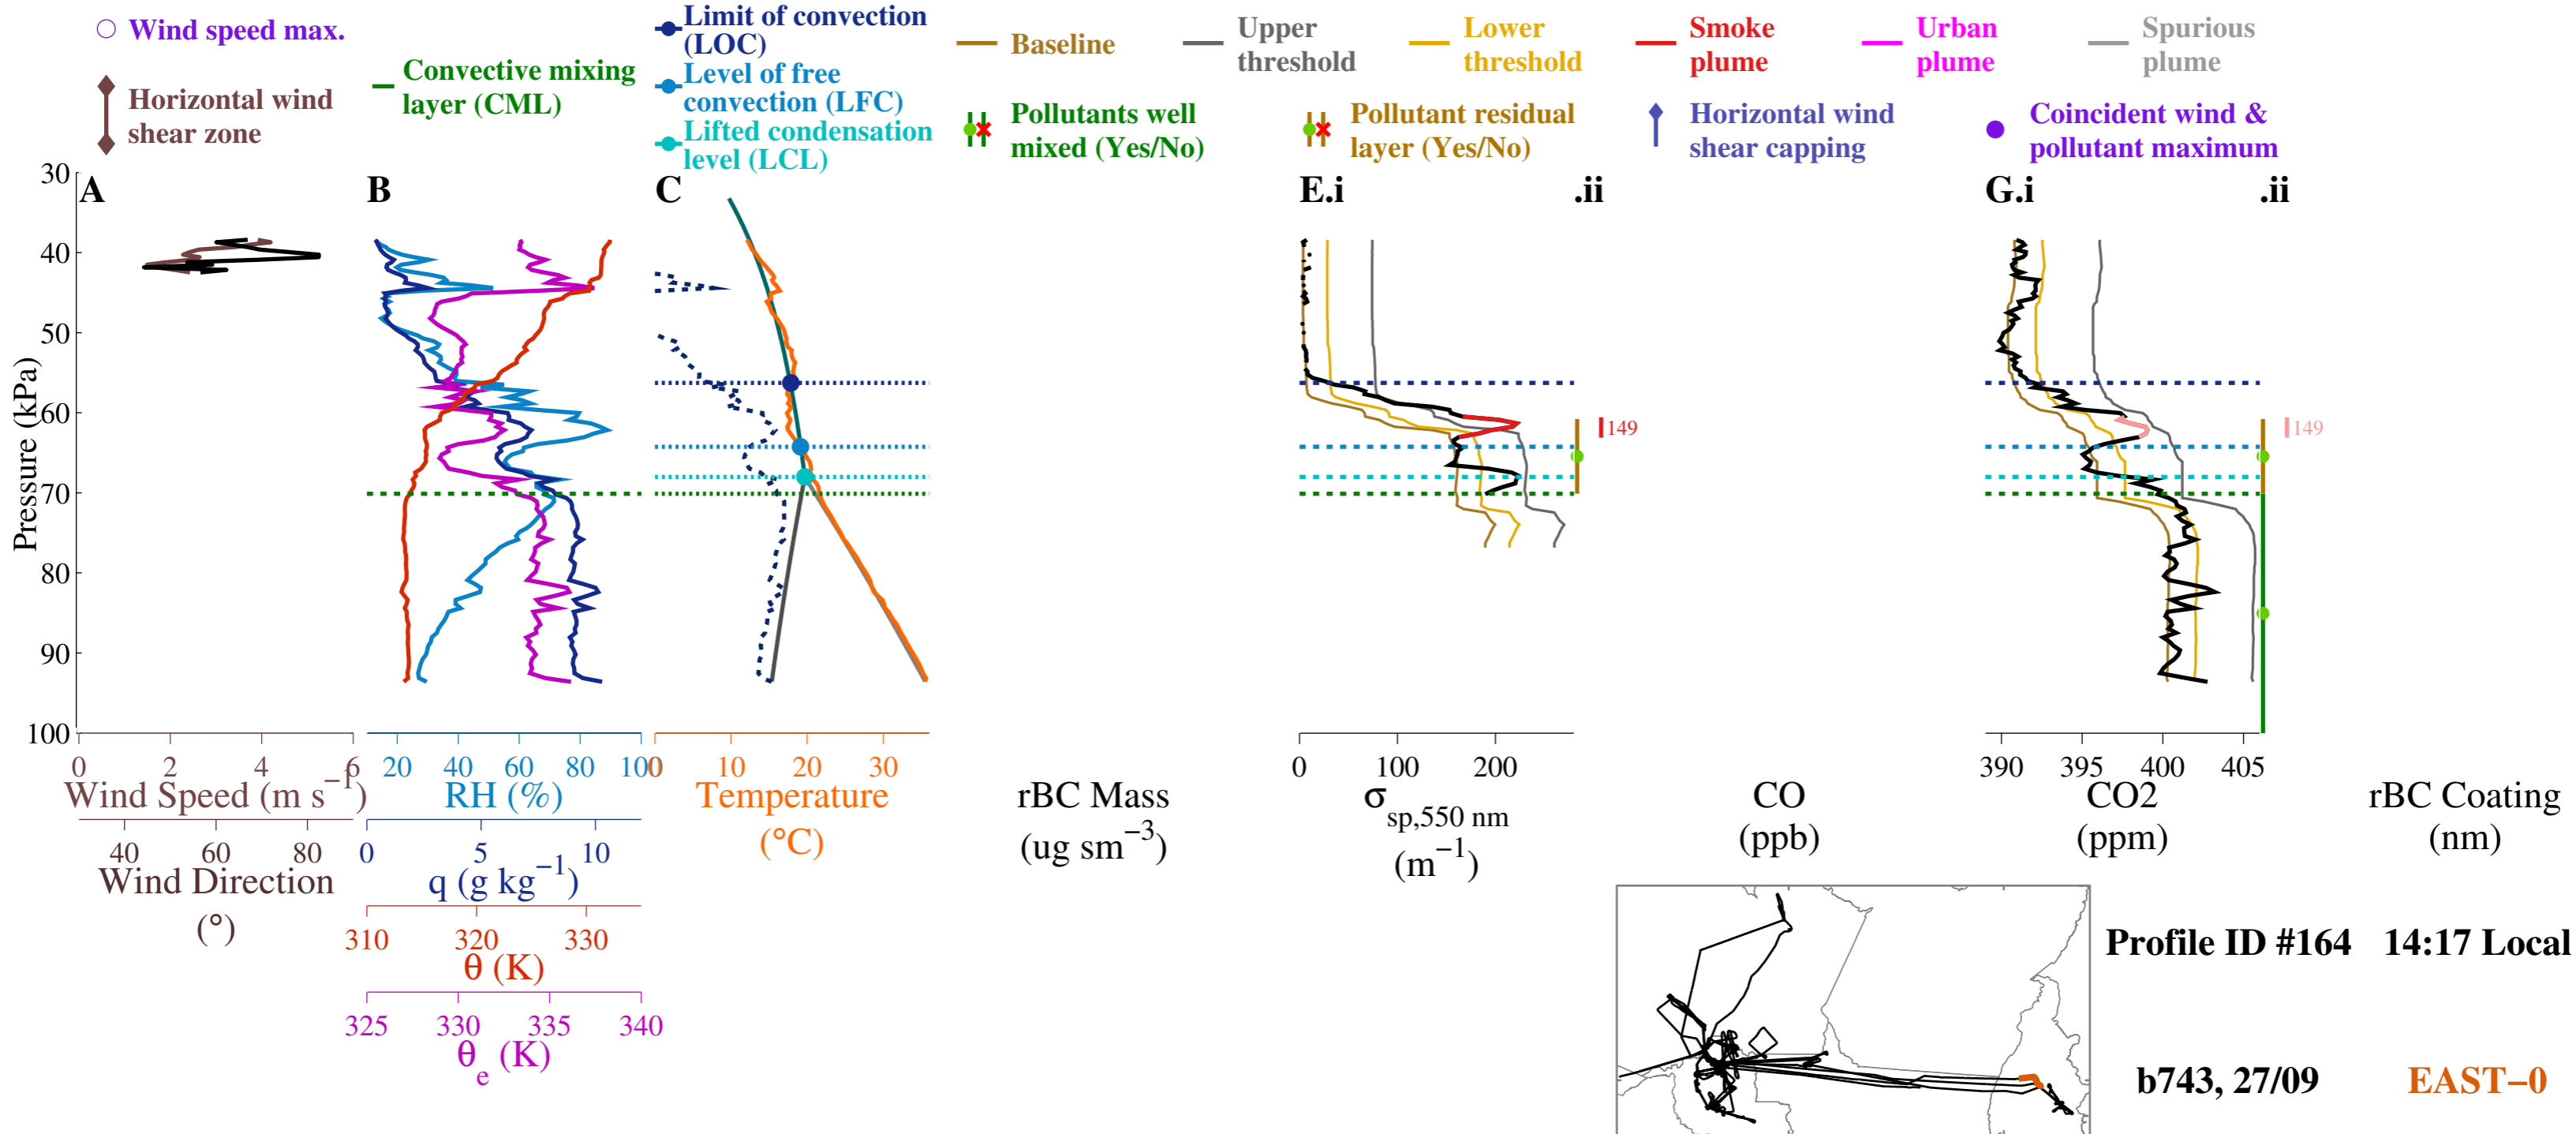 Wind speed max.
Horizontal wind
shear zone
Convective mixing
layer (CML)
Limit of convection
(LOC)
Level of free
convection (LFC)
Lifted condensation
level (LCL)
Baseline
Upper
threshold
Lower
threshold
Smoke
plume
Urban
plume
Spurious
plume
Pollutants well
mixed (Yes/No)
Pollutant residual
layer (Yes/No)
Horizontal wind
shear capping
Coincident wind &
pollutant maximum
A
B
C
E.i
.ii
G.i
.ii
Pressure (kPa)
Pressure (kPa)
30
40
50
60
70
80
90
100
149
149
0 2 4 6
Wind Speed (m s−1)
40 60 80
Wind Direction
(°)
20 40 60 80 100
RH (%)
0 5 10
q (g kg−1)
310 320 330
θ (K)
325 330 335 340
θe (K)
0 10 20 30
Temperature
(°C)
rBC Mass
(ug sm−3)
0 100 200
σsp,550 nm
(m−1)
CO
(ppb)
390 395 400 405
CO2
(ppm)
rBC Coating
(nm)
Profile ID #164 14:17 Local
b743, 27/09 EAST−0